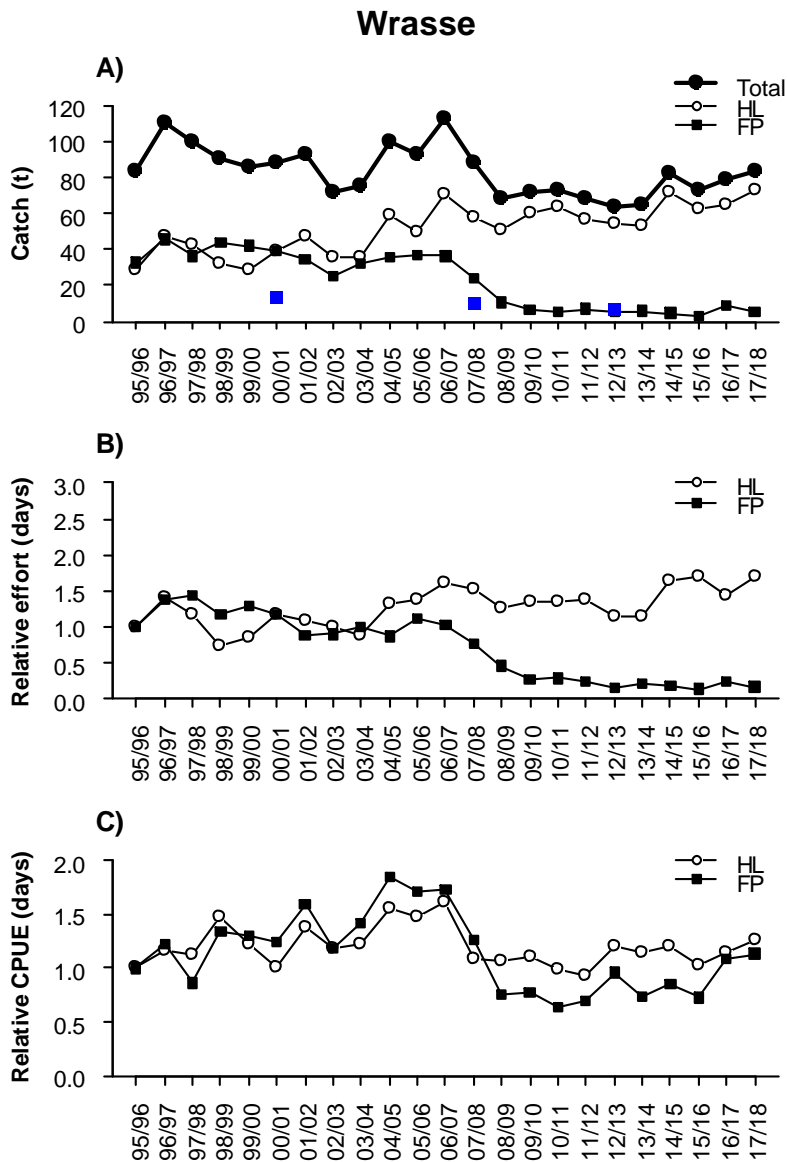 Wrasse
A)
Total
HL
FP
Catch (t)
120
100
80
60
40
20
0
95/96 96/97 97/98 98/99 99/00 00/01 01/02 02/03 03/04 04/05 05/06 06/07 07/08 08/09 09/10 10/11 11/12 12/13 13/14 14/15 15/16 16/17 17/18
B)
HL
FP
Relative effort (days)
3.0
2.5
2.0
1.5
1.0
0.5
0.0
95/96 96/97 97/98 98/99 99/00 00/01 01/02 02/03 03/04 04/05 05/06 06/07 07/08 08/09 09/10 10/11 11/12 12/13 13/14 14/15 15/16 16/17 17/18
C)
HL
FP
Relative CPUE (days)
2.0
1.5
1.0
0.5
0.0
95/96 96/97 97/98 98/99 99/00 00/01 01/02 02/03 03/04 04/05 05/06 06/07 07/08 08/09 09/10 10/11 11/12 12/13 13/14 14/15 15/16 16/17 17/18